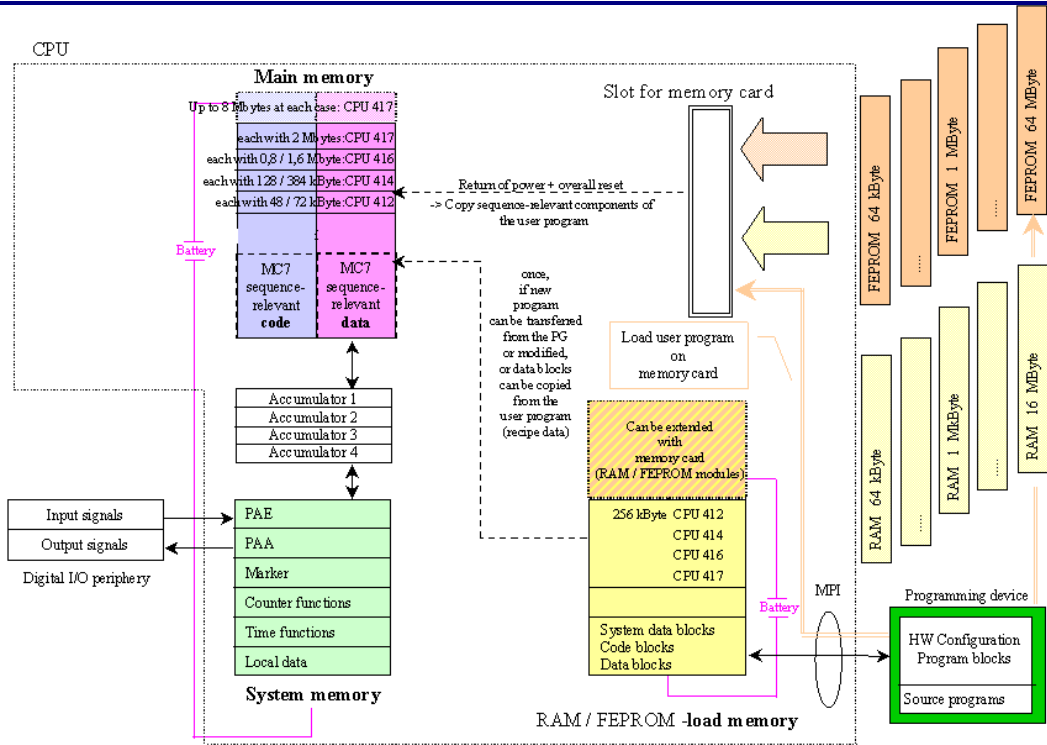 CPU
Main memory
Up to 8 Mbytes at each case: CPU 417
each with 2 Mbytes:CPU 417
each with 0,8 / 1,6 Mbyte:CPU 416
each with 128 / 384 kByte:CPU 414
each with 48 / 72 kByte:CPU 412
:
Battery
MC7
sequence-
relevant
code
MC7
sequence-
relevant
data
Accumulator 1
Accumulator 2
Accumulator 3
Accumulator 4
Input signals
Output signals
Digital I/O periphery
PAE
PAA
Marker
Counter functions
Time functions
Local data
System memory
Slot for memory card
Return of power + overall reset
-> Copy sequence-relevant components of
the user program
once,
if new
program
can be transferred
from the PG
or modified,
or data blocks
can be copied
from the
user program
(recipe data)
Load user program
on
memory card
Can be extended
with
memory card
(RAM / FEPROM modules)
256 kByte CPU 412
CPU 414
CPU 416
CPU 417
System data blocks
Code blocks
Data blocks
Battery
RAM / FEPROM -load memory
MPI
FEPROM 64 kByte
.....
FEPROM 1 MByte
.....
FEPROM 64 MByte
RAM 64 kByte
.....
RAM 1 MkByte
.....
RAM 16 MByte
Programming device
HW Configuration
Program blocks
Source programs